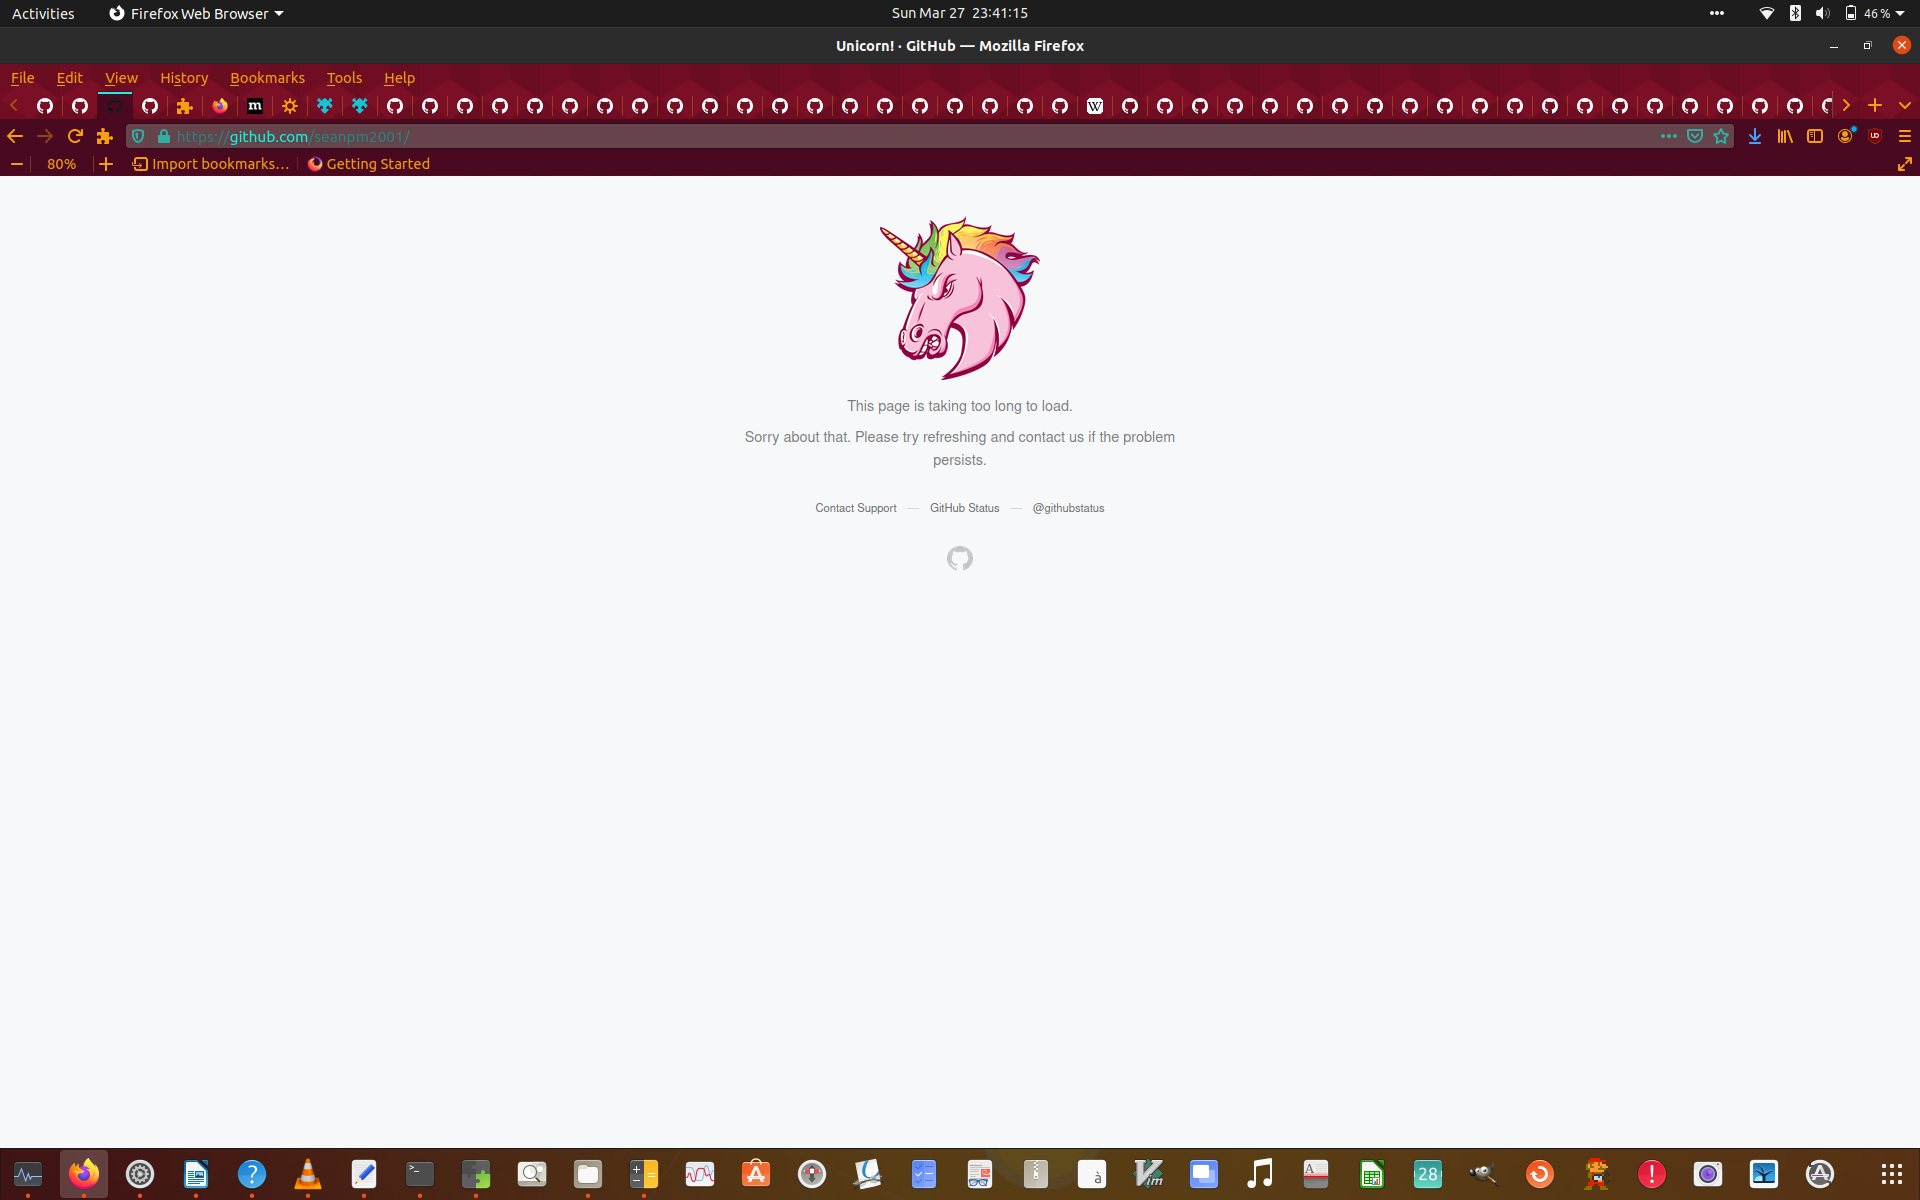 Activities
Firefox Web Browser
Sun Mar 27 23:41:15
46 %
Unicorn! · GitHub — Mozilla Firefox
File Edit View History Bookmarks Tools Help
m
W
https://github.com/seanpm2001/
80%
Import bookmarks...
Getting Started
This page is taking too long to load.
Sorry about that. Please try refreshing and contact us if the problem
persists.
Contact Support — GitHub Status — @githubstatus
?
>_
à
Vim
A
28
!